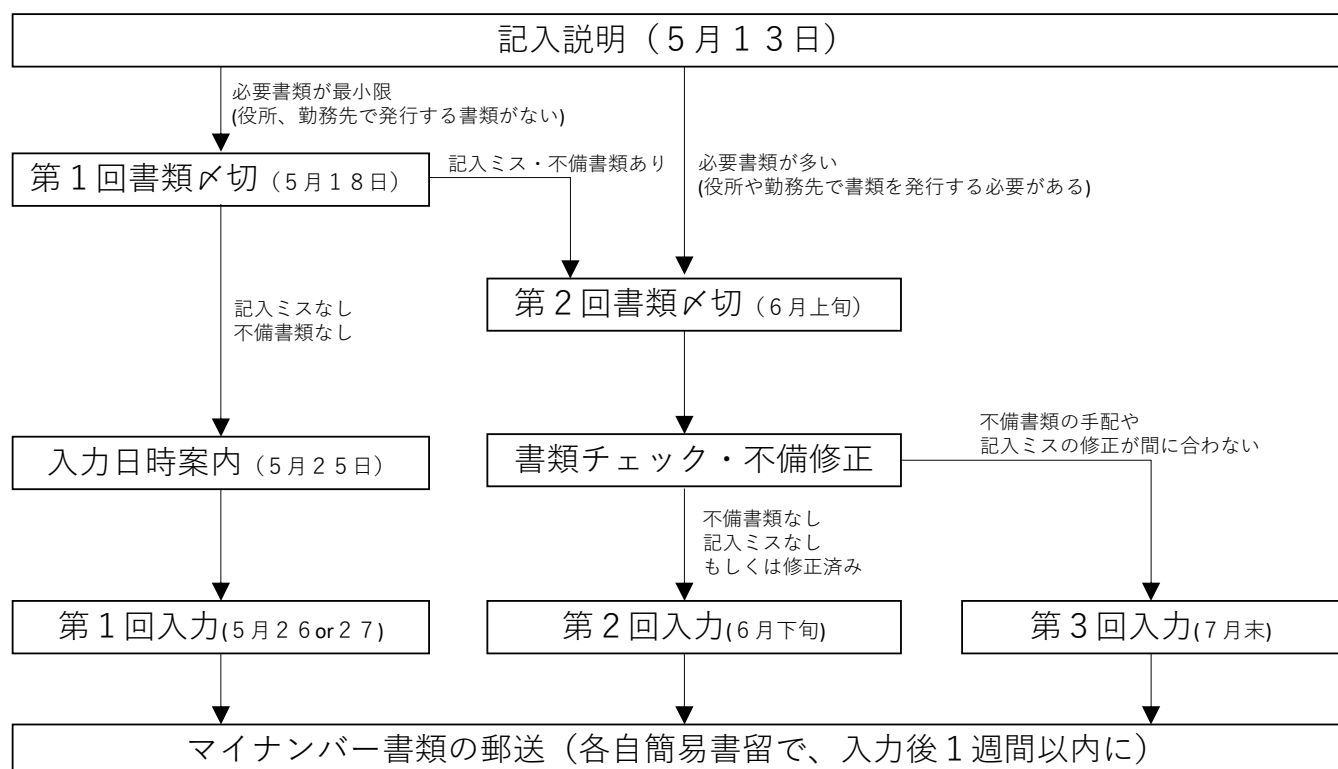 記入説明（５月１３日）
必要書類が最小限
(役所、勤務先で発行する書類がない)
第１回書類〆切（５月１８日）
記入ミス・不備書類あり
必要書類が多い
(役所や勤務先で書類を発行する必要がある)
第２回書類〆切（６月上旬）
記入ミスなし
不備書類なし
入力日時案内（５月２５日）
書類チェック・不備修正
不備書類の手配や
記入ミスの修正が間に合わない
不備書類なし
記入ミスなし
もしくは修正済み
第１回入力(５月２６or２７)
第２回入力(６月下旬)
第３回入力(７月末)
マイナンバー書類の郵送（各自簡易書留で、入力後１週間以内に）